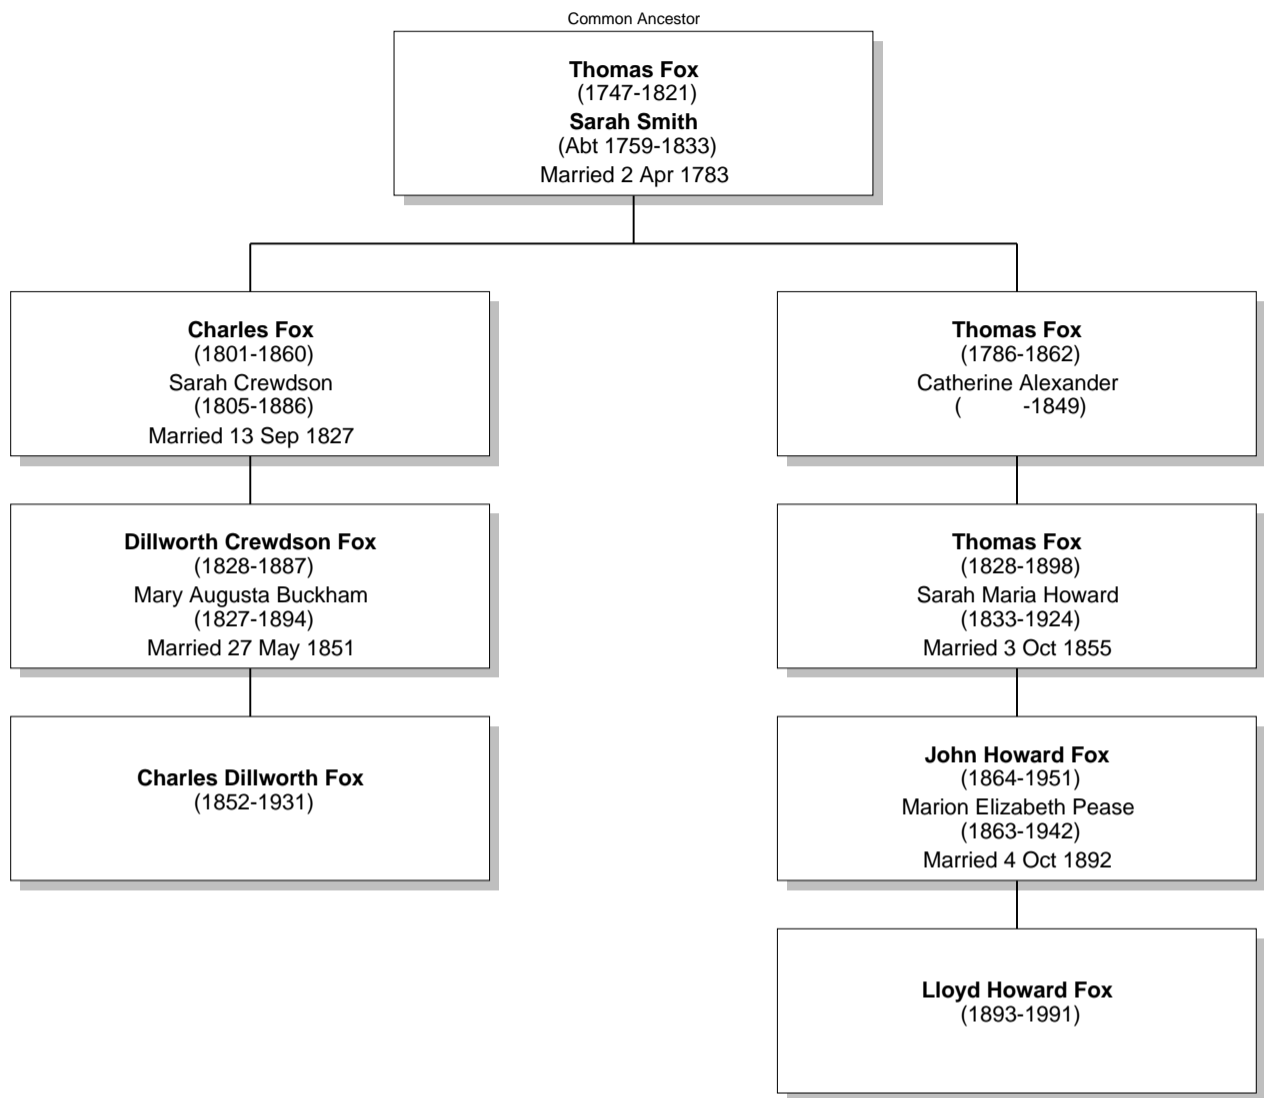 Common Ancestor
Thomas Fox
(1747-1821)
Sarah Smith
(Abt 1759-1833)
Married 2 Apr 1783
Charles Fox
(1801-1860)
Sarah Crewdson
(1805-1886)
Married 13 Sep 1827
Thomas Fox
(1786-1862)
Catherine Alexander
(          -1849)
Dillworth Crewdson Fox
(1828-1887)
Mary Augusta Buckham
(1827-1894)
Married 27 May 1851
Thomas Fox
(1828-1898)
Sarah Maria Howard
(1833-1924)
Married 3 Oct 1855
Charles Dillworth Fox
(1852-1931)
John Howard Fox
(1864-1951)
Marion Elizabeth Pease
(1863-1942)
Married 4 Oct 1892
Lloyd Howard Fox
(1893-1991)